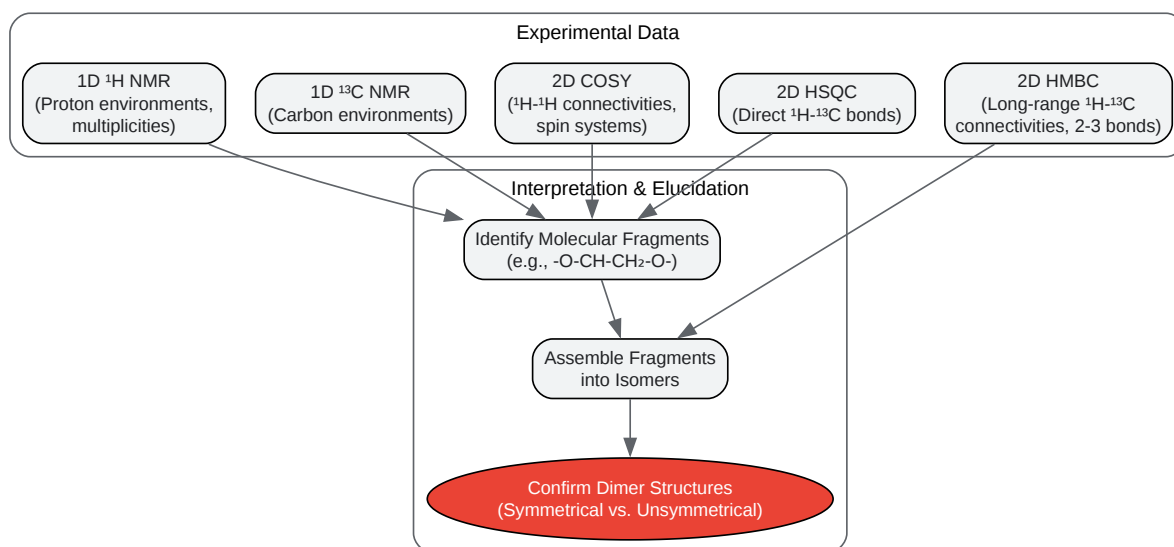 Experimental Data
1D ¹H NMR
(Proton environments,
multiplicities)
1D ¹³C NMR
(Carbon environments)
2D COSY
(¹H-¹H connectivities,
spin systems)
2D HSQC
(Direct ¹H-¹³C bonds)
2D HMBC
(Long-range ¹H-¹³C
connectivities, 2-3 bonds)
Interpretation & Elucidation
Identify Molecular Fragments
(e.g., -O-CH-CH₂-O-)
Assemble Fragments
into Isomers
Confirm Dimer Structures
(Symmetrical vs. Unsymmetrical)